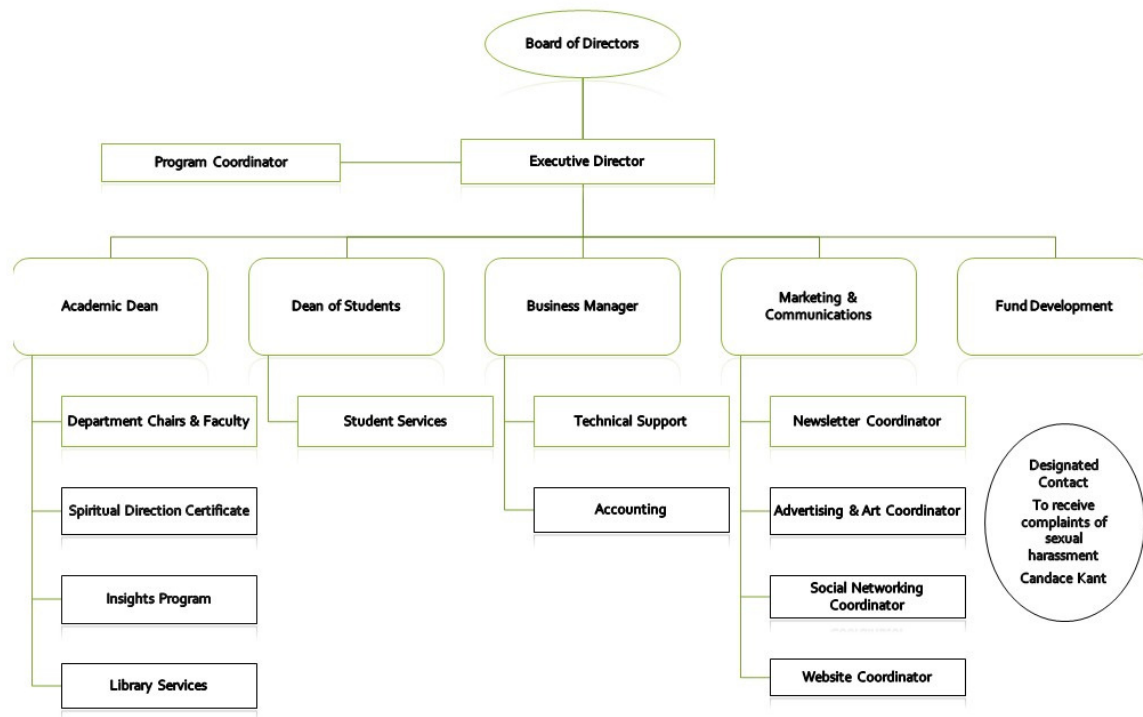 Board of Directors
Program Coordinator
Executive Director
Academic Dean
Dean of Students
Business Manager
Marketing &
Communications
Fund Development
Department Chairs & Faculty
Student Services
Technical Support
Newsletter Coordinator
Spiritual Direction Certificate
Accounting
Advertising & Art Coordinator
Insights Program
Social Networking
Coordinator
Library Services
Website Coordinator
Designated
Contact
To receive
complaints of
sexual
harassment
Candace Kant